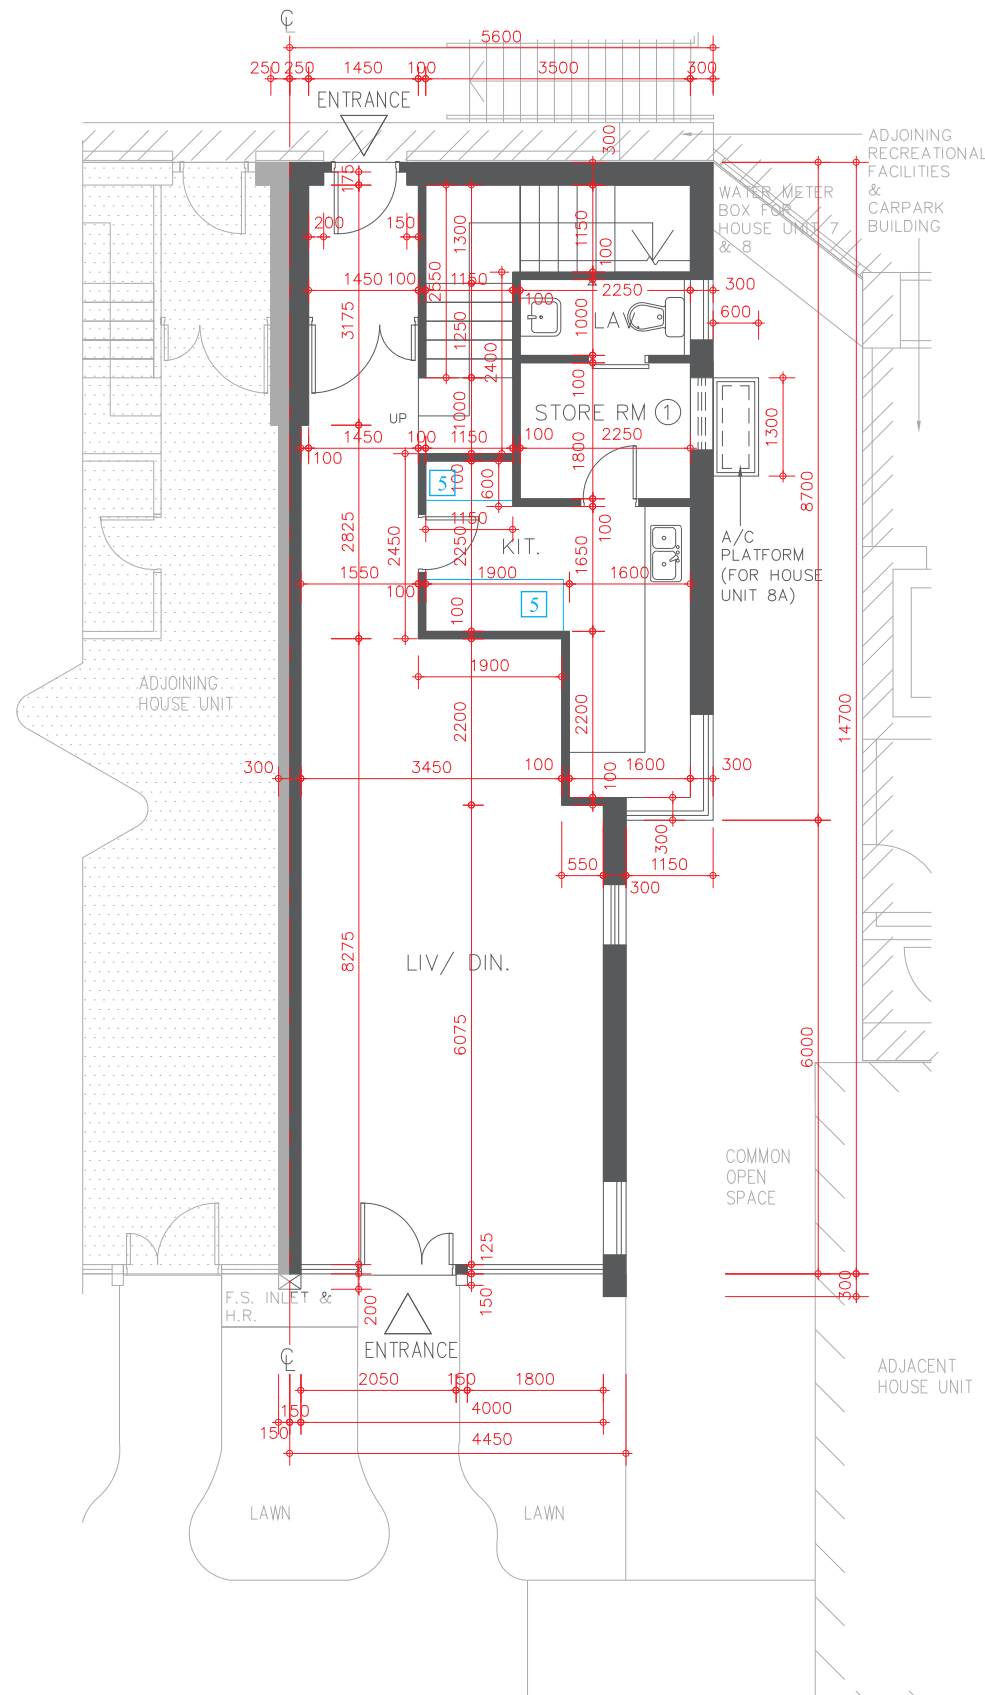 ℄
5600
250 250 1450 100 3500 300
ENTRANCE
300
ADJOINING
RECREATIONAL
FACILITIES
&
CARPARK
BUILDING
175
WATER METER
BOX FOR
HOUSE UNIT 7
& 8
200 150 1300 1150
100
2550
1450 100 1150 2250 300
100
3175 1250 1000 LAV. 600
2400
100
UP 1000 STORE RM 1 1300
1450 100 1150 100 2250
100 1800
8700
100 5 600
2825 2450 1150 2250 KIT. 1650 100
A/C
PLATFORM
(FOR HOUSE
UNIT 8A)
1550 1900 1600
100
100 5
1900
ADJOINING
HOUSE UNIT
2200 2200 14700
300 3450 100 1600 300
100
300
550 1150
300
8275 LIV/ DIN.
6075 6000
COMMON
OPEN
SPACE
125
300
F.S. INLET &
H.R.
200 150
ENTRANCE
℄
ADJACENT
HOUSE UNIT
2050 150 1800
150 4000
150
4450
LAWN LAWN